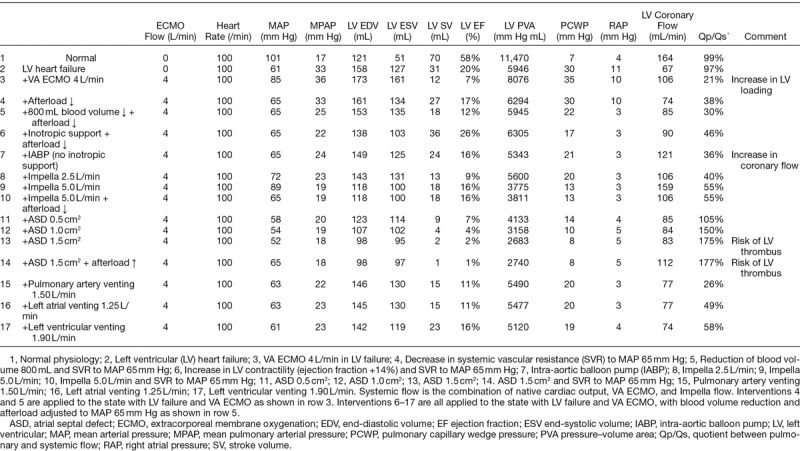 ECMO Flow (L/min) Heart Rate (/min) MAP (mm Hg) MPAP (mm Hg) LV EDV (mL) LV ESV (mL) LV SV (mL) LV EF (%) LV PVA (mm Hg mL) PCWP (mm Hg) RAP (mm Hg) LV Coronary Flow (mL/min) Qp/Qs` Comment
1 Normal 0 100 101 17 121 51 70 58% 11,470 7 4 164 99%
2 LV heart failure 0 100 61 33 158 127 31 20% 5946 30 11 67 97%
3 +VA ECMO 4 L/min 4 100 85 36 173 161 12 7% 8076 35 10 106 21% Increase in LV loading
4 +Afterload ↓ 4 100 65 33 161 134 27 17% 6294 30 10 74 38%
5 +800 mL blood volume ↓ + afterload ↓ 4 100 65 25 153 135 18 12% 5945 22 3 85 30%
6 +Inotropic support + afterload ↓ 4 100 65 22 138 103 36 26% 6305 17 3 90 46%
7 +IABP (no inotropic support) 4 100 65 24 149 125 24 16% 5343 21 3 121 36% Increase in coronary flow
8 +Impella 2.5 L/min 4 100 72 23 143 131 13 9% 5600 20 3 106 40%
9 +Impella 5.0 L/min 4 100 89 19 118 100 18 16% 3775 13 3 159 55%
10 +Impella 5.0 L/min + afterload ↓ 4 100 65 19 118 100 18 16% 3811 13 3 106 55%
11 +ASD 0.5 cm² 4 100 58 20 123 114 9 7% 4133 14 4 85 105%
12 +ASD 1.0 cm² 4 100 54 19 107 102 4 4% 3158 10 5 84 150%
13 +ASD 1.5 cm² 4 100 52 18 98 95 2 2% 2683 8 5 83 175% Risk of LV thrombus
14 +ASD 1.5 cm² + afterload ↑ 4 100 65 18 98 97 1 1% 2740 8 5 112 177% Risk of LV thrombus
15 +Pulmonary artery venting 1.50 L/min 4 100 63 22 146 130 15 11% 5490 20 3 77 26%
16 +Left atrial venting 1.25 L/min 4 100 63 23 145 130 15 11% 5477 20 3 77 49%
17 +Left ventricular venting 1.90 L/min 4 100 61 23 142 119 23 16% 5120 19 4 74 58%
1, Normal physiology; 2, Left ventricular (LV) heart failure; 3, VA ECMO 4 L/min in LV failure; 4, Decrease in systemic vascular resistance (SVR) to MAP 65 mm Hg; 5, Reduction of blood volume 800 mL and SVR to MAP 65 mm Hg; 6, Increase in LV contractility (ejection fraction +14%) and SVR to MAP 65 mm Hg; 7, Intra-aortic balloon pump (IABP); 8, Impella 2.5 L/min; 9, Impella 5.0 L/min; 10, Impella 5.0 L/min and SVR to MAP 65 mm Hg; 11, ASD 0.5 cm²; 12, ASD 1.0 cm²; 13, ASD 1.5 cm²; 14. ASD 1.5 cm² and SVR to MAP 65 mm Hg; 15, Pulmonary artery venting 1.50 L/min; 16, Left atrial venting 1.25 L/min; 17, Left ventricular venting 1.90 L/min. Systemic flow is the combination of native cardiac output, VA ECMO, and Impella flow. Interventions 4 and 5 are applied to the state with LV failure and VA ECMO as shown in row 3. Interventions 6–17 are all applied to the state with LV failure and VA ECMO, with blood volume reduction and afterload adjusted to MAP 65 mm Hg as shown in row 5.
ASD, atrial septal defect; ECMO, extracorporeal membrane oxygenation; EDV, end-diastolic volume; EF ejection fraction; ESV end-systolic volume; IABP, intra-aortic balloon pump; LV, left ventricular; MAP, mean arterial pressure; MPAP, mean pulmonary arterial pressure; PCWP, pulmonary capillary wedge pressure; PVA pressure–volume area; Qp/Qs, quotient between pulmonary and systemic flow; RAP, right atrial pressure; SV, stroke volume.